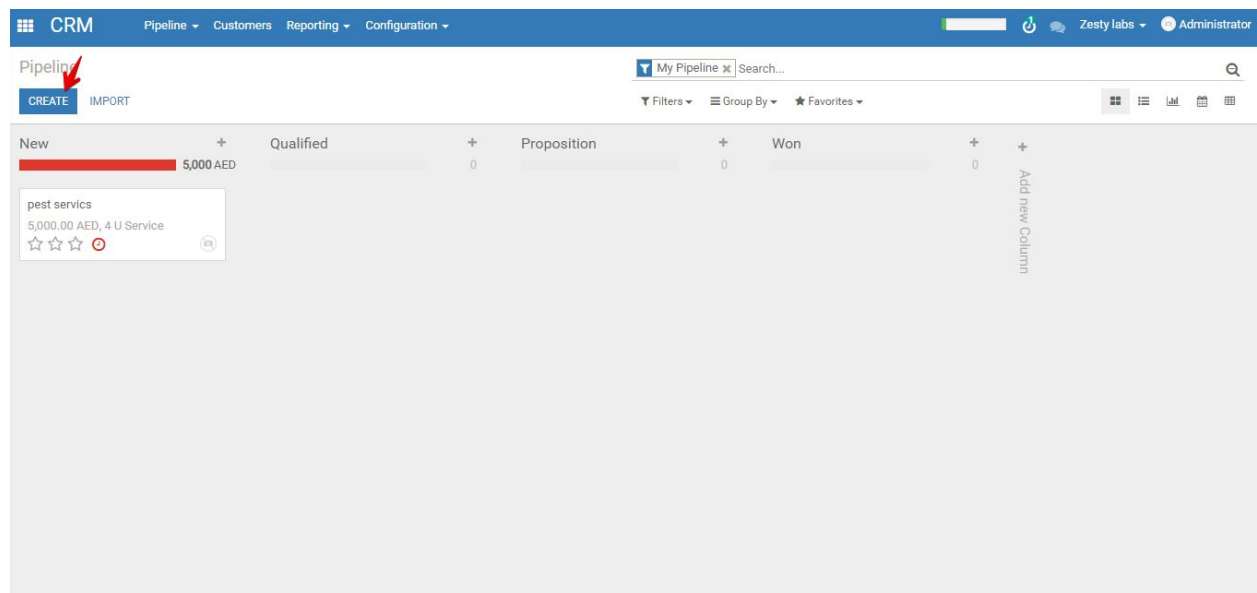 CRM Pipeline Customers Reporting Configuration Zesty labs Administrator
Pipeline My Pipeline Search...
CREATE IMPORT Filters Group By Favorites
New + Qualified + Proposition + Won + +
5,000 AED 0 0 0
Add new Column
pest servics
5,000.00 AED, 4 U Service